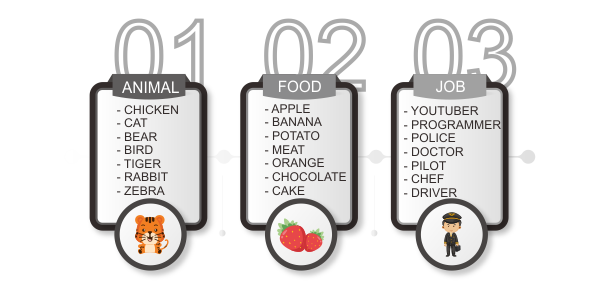 01
ANIMAL
- CHICKEN
- CAT
- BEAR
- BIRD
- TIGER
- RABBIT
- ZEBRA
02
FOOD
- APPLE
- BANANA
- POTATO
- MEAT
- ORANGE
- CHOCOLATE
- CAKE
03
JOB
- YOUTUBER
- PROGRAMMER
- POLICE
- DOCTOR
- PILOT
- CHEF
- DRIVER